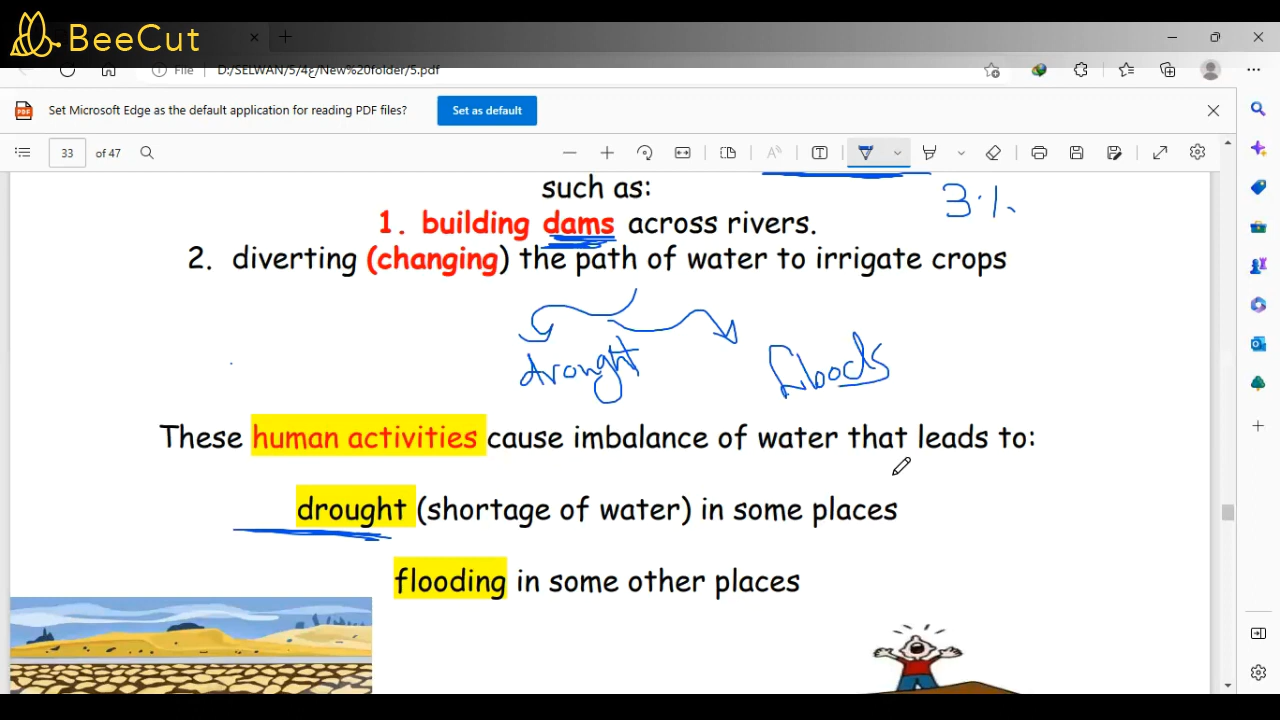 BeeCut
File D:/SELWAN/5/4ع/New%20folder/5.pdf
Set Microsoft Edge as the default application for reading PDF files? Set as default
33 of 47
such as:
3%
1. building dams across rivers.
2. diverting (changing) the path of water to irrigate crops
drought floods
These human activities cause imbalance of water that leads to:
drought (shortage of water) in some places
flooding in some other places